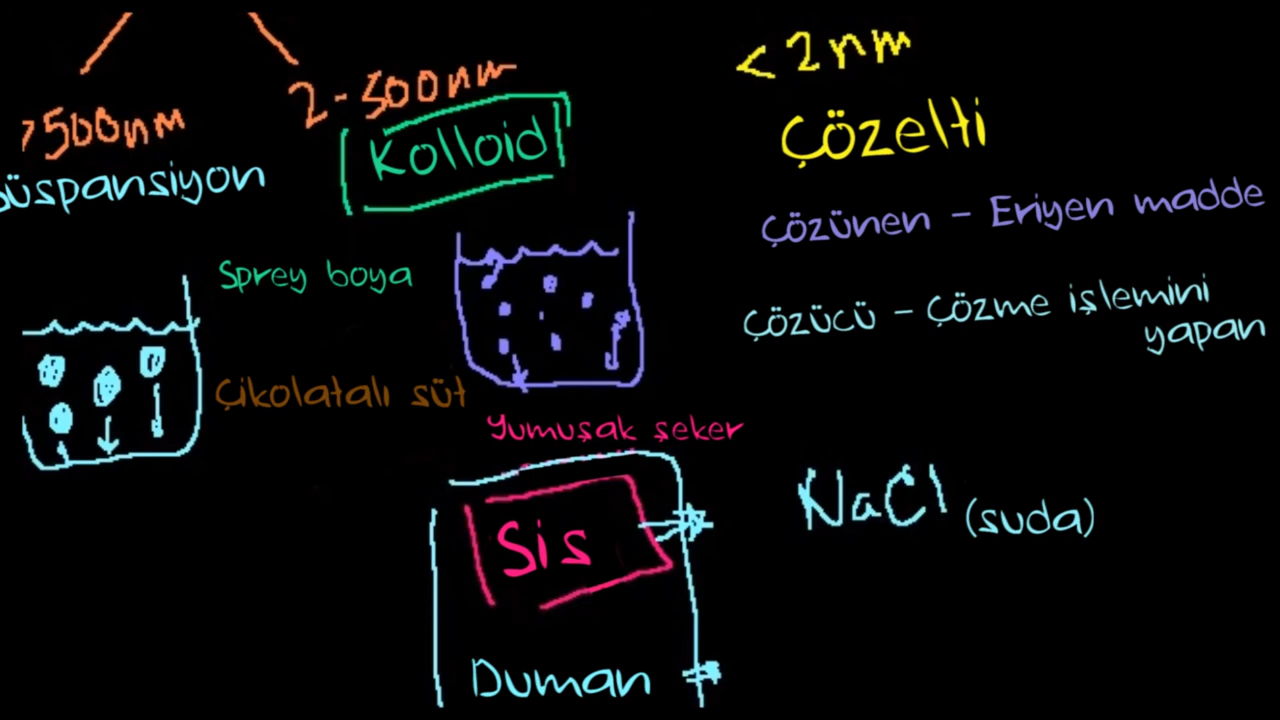 >500nm
süspansiyon
Sprey boya
Çikolatalı süt
2-500nm
Kolloid
Yumuşak şeker
Sis
Duman
<2nm
Çözelti
Çözünen - Eriyen madde
Çözücü - Çözme işlemini
yapan
NaCl (suda)